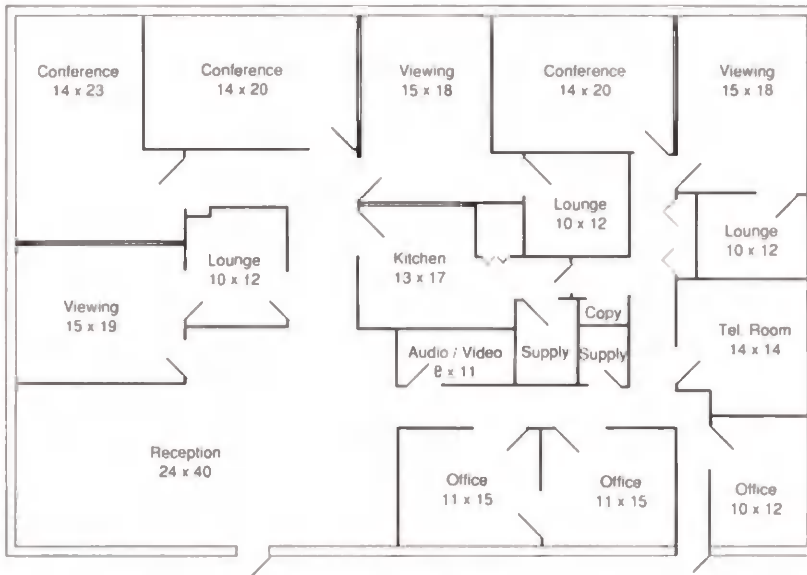 Conference
14 x 23
Conference
14 x 20
Viewing
15 x 18
Conference
14 x 20
Viewing
15 x 18
Lounge
10 x 12
Lounge
10 x 12
Lounge
10 x 12
Kitchen
13 x 17
Viewing
15 x 19
Copy
Tel. Room
14 x 14
Audio / Video
8 x 11
Supply
Supply
Reception
24 x 40
Office
11 x 15
Office
11 x 15
Office
10 x 12